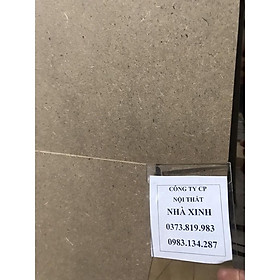 CÔNG TY CP
NỘI THẤT
NHÀ XINH
0373.819.983
0983.134.287